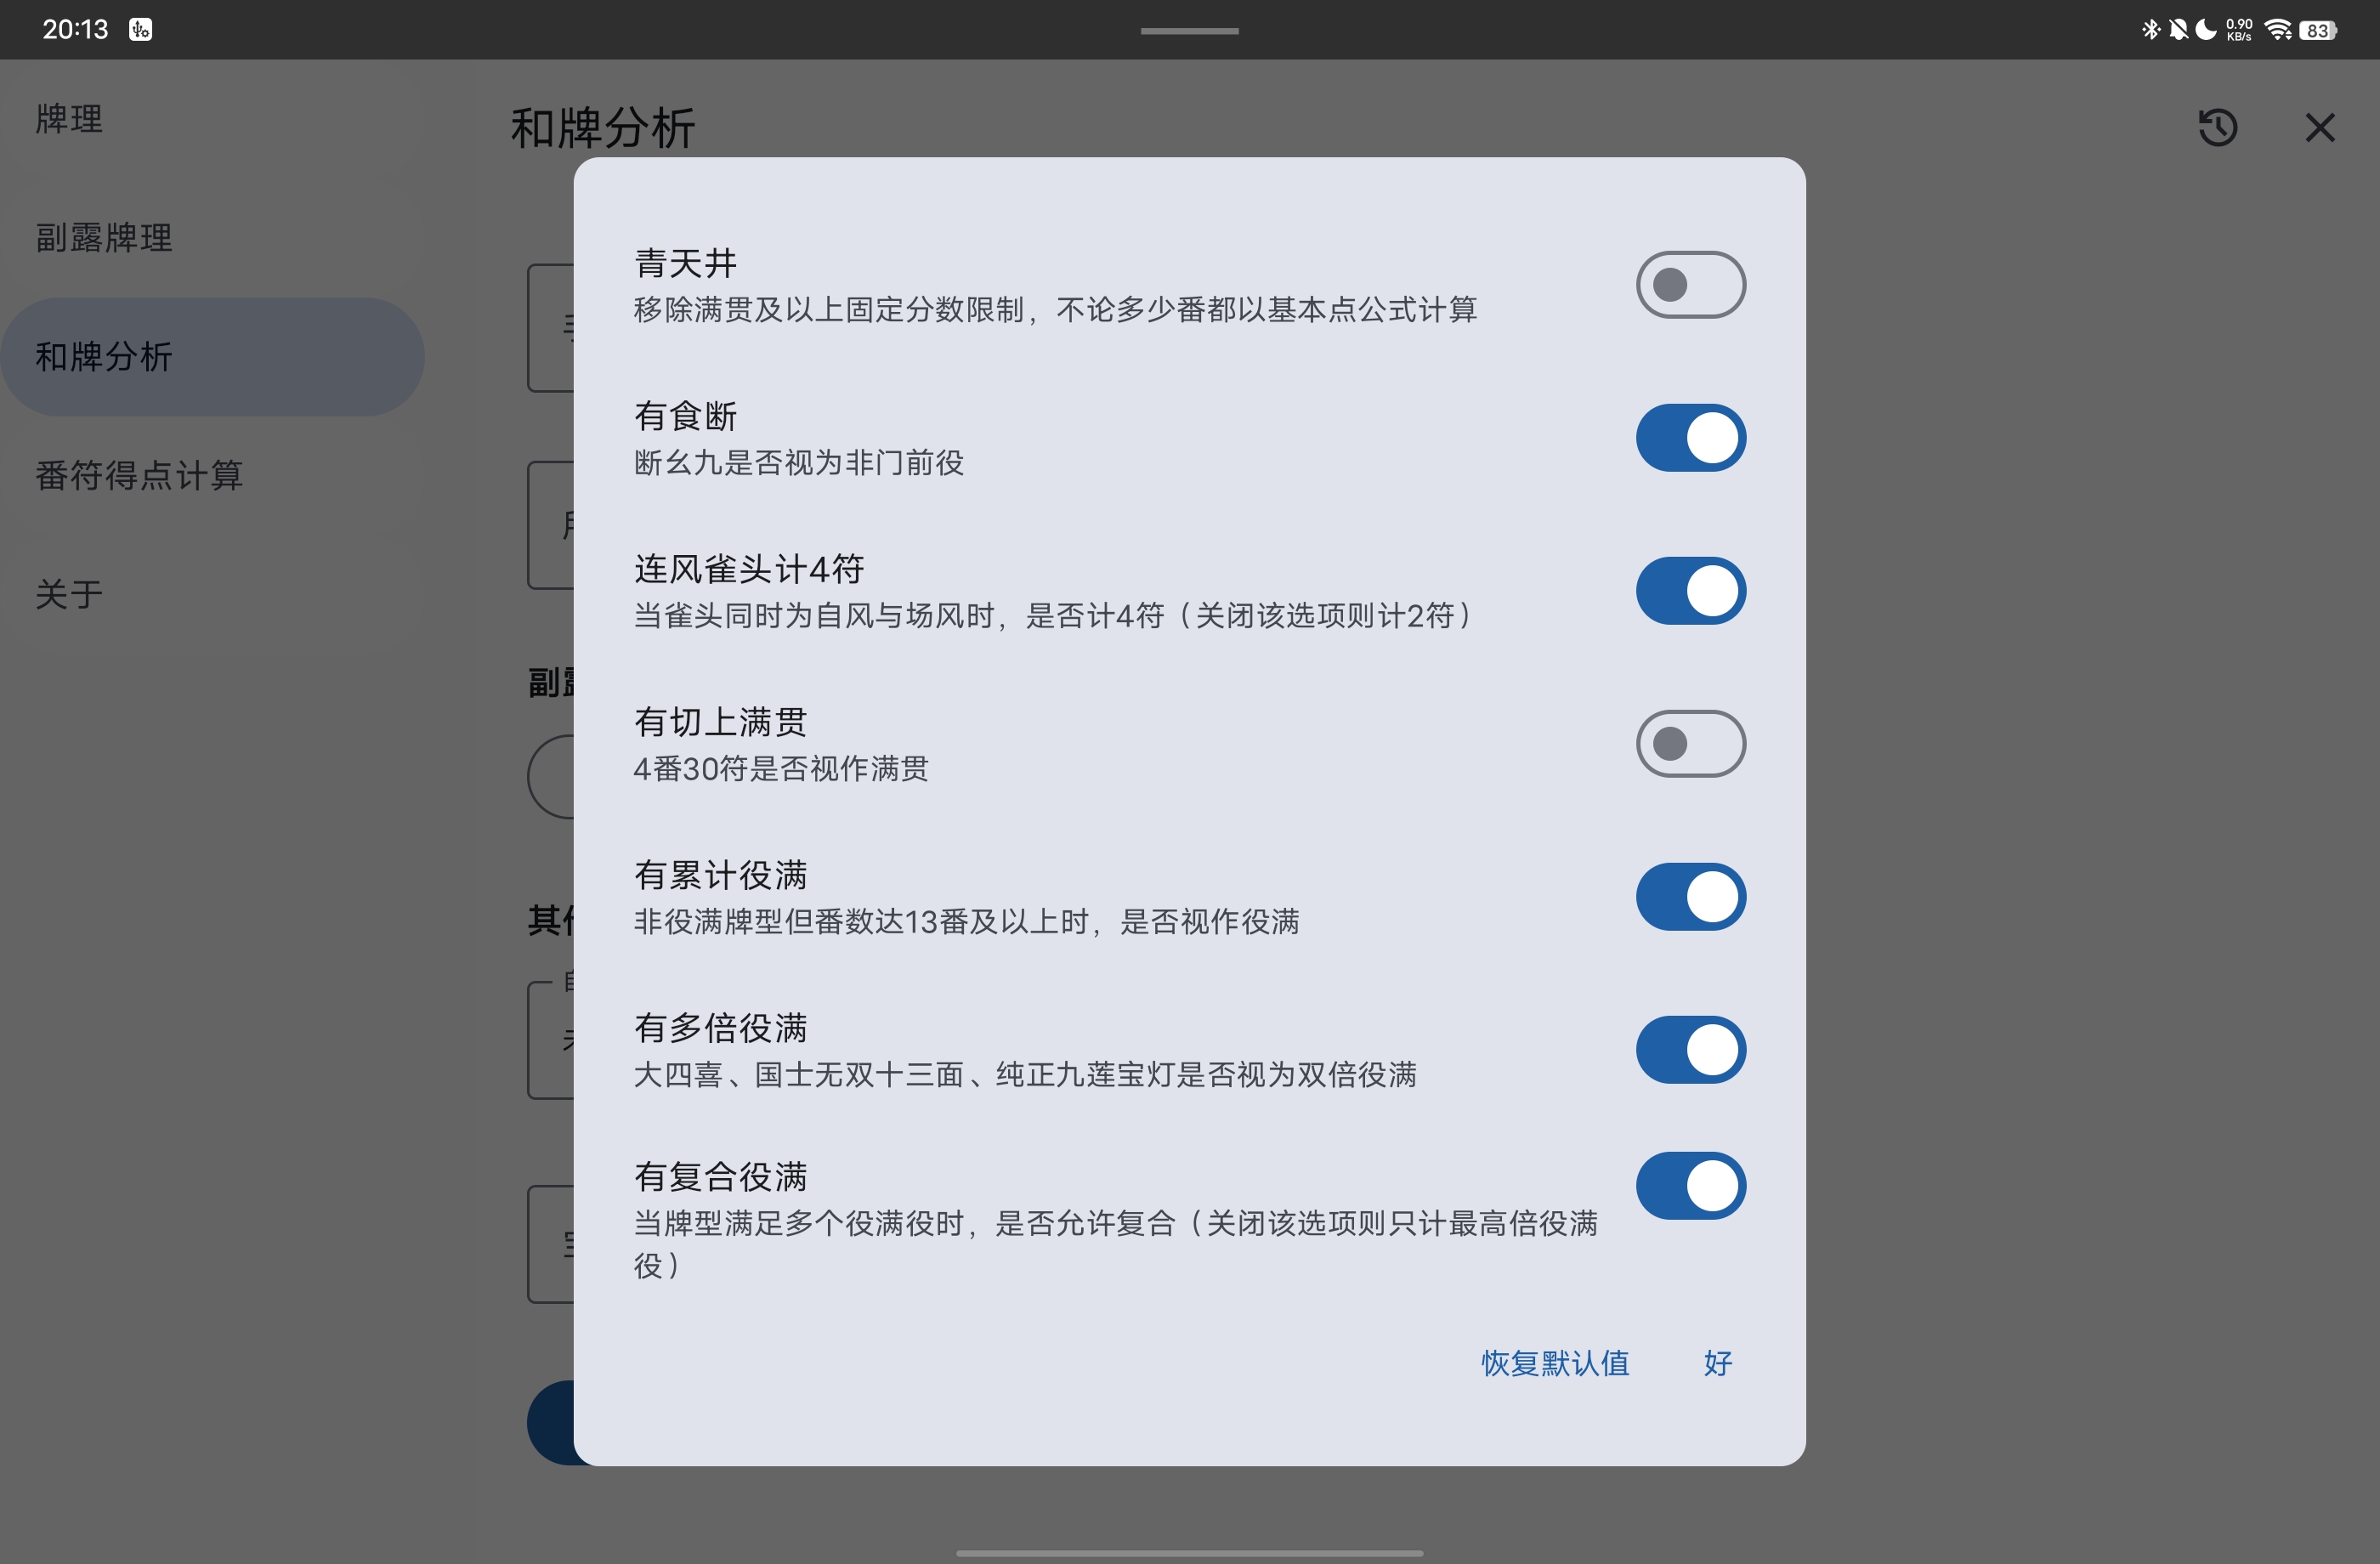 20:13
0.90
KB/s
83
牌理
副露牌理
和牌分析
番符得点计算
关于
和牌分析
副露
青天井
移除满贯及以上固定分数限制，不论多少番都以基本点公式计算
有食断
断幺九是否视为非门前役
连风雀头计4符
当雀头同时为自风与场风时，是否计4符（关闭该选项则计2符）
有切上满贯
4番30符是否视作满贯
有累计役满
非役满牌型但番数达13番及以上时，是否视作役满
有多倍役满
大四喜、国士无双十三面、纯正九莲宝灯是否视为双倍役满
有复合役满
当牌型满足多个役满役时，是否允许复合（关闭该选项则只计最高倍役满
役）
恢复默认值
好